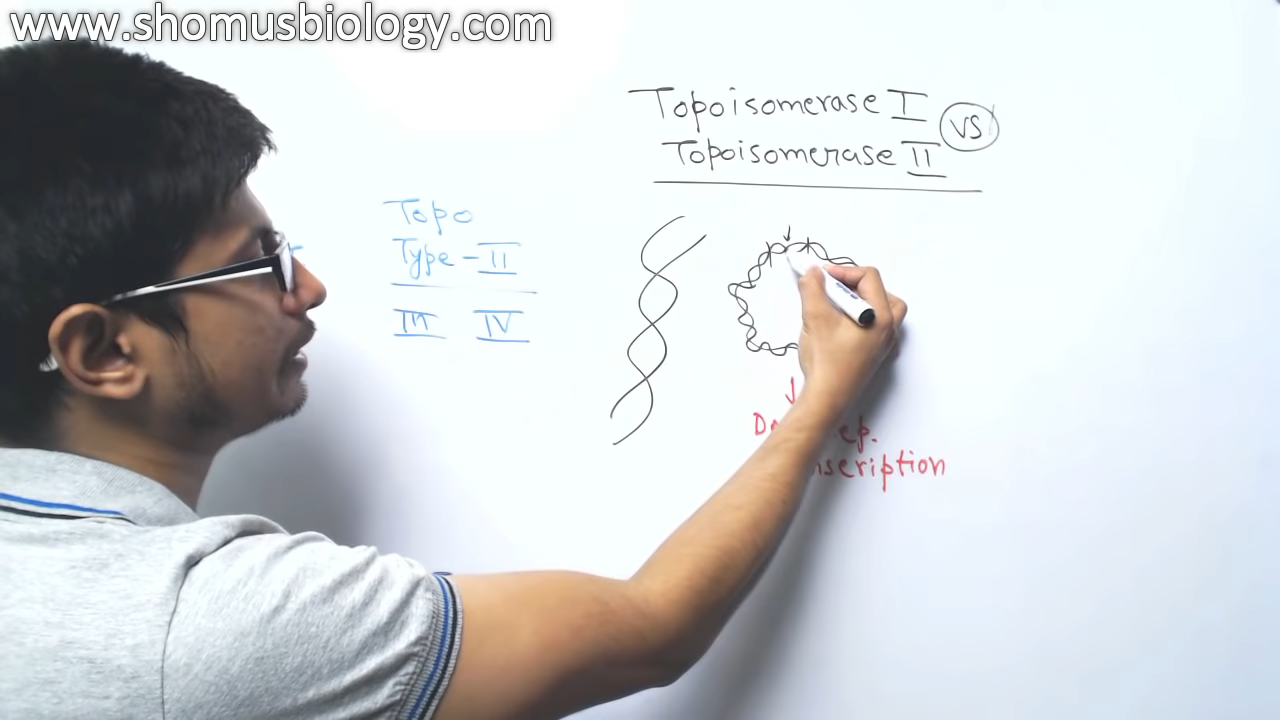 www.shomusbiology.com
Topoisomerase I
VS
Topoisomerase II
Topo
Type - II
III IV